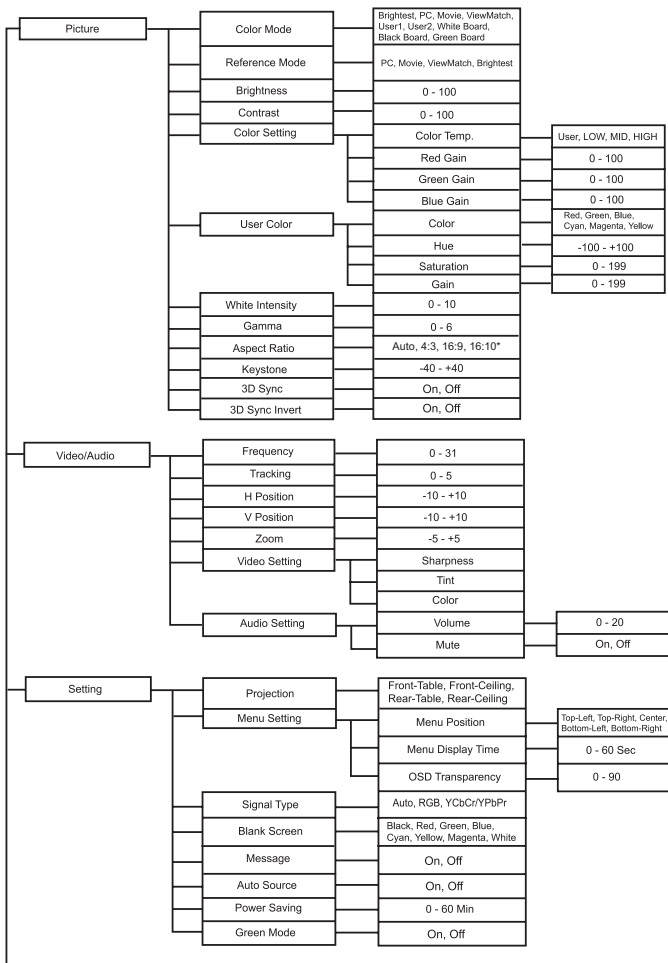 Picture
Color Mode
Brightest, PC, Movie, ViewMatch,
User1, User2, White Board,
Black Board, Green Board
Reference Mode
PC, Movie, ViewMatch, Brightest
Brightness
0 - 100
Contrast
0 - 100
Color Setting
Color Temp.
User, LOW, MID, HIGH
Red Gain
0 - 100
Green Gain
0 - 100
Blue Gain
0 - 100
User Color
Color
Red, Green, Blue,
Cyan, Magenta, Yellow
Hue
-100 - +100
Saturation
0 - 199
Gain
0 - 199
White Intensity
0 - 10
Gamma
0 - 6
Aspect Ratio
Auto, 4:3, 16:9, 16:10*
Keystone
-40 - +40
3D Sync
On, Off
3D Sync Invert
On, Off
Video/Audio
Frequency
0 - 31
Tracking
0 - 5
H Position
-10 - +10
V Position
-10 - +10
Zoom
-5 - +5
Video Setting
Sharpness
Tint
Color
Audio Setting
Volume
0 - 20
Mute
On, Off
Setting
Projection
Front-Table, Front-Ceiling,
Rear-Table, Rear-Ceiling
Menu Setting
Menu Position
Top-Left, Top-Right, Center,
Bottom-Left, Bottom-Right
Menu Display Time
0 - 60 Sec
OSD Transparency
0 - 90
Signal Type
Auto, RGB, YCbCr/YPbPr
Blank Screen
Black, Red, Green, Blue,
Cyan, Yellow, Magenta, White
Message
On, Off
Auto Source
On, Off
Power Saving
0 - 60 Min
Green Mode
On, Off